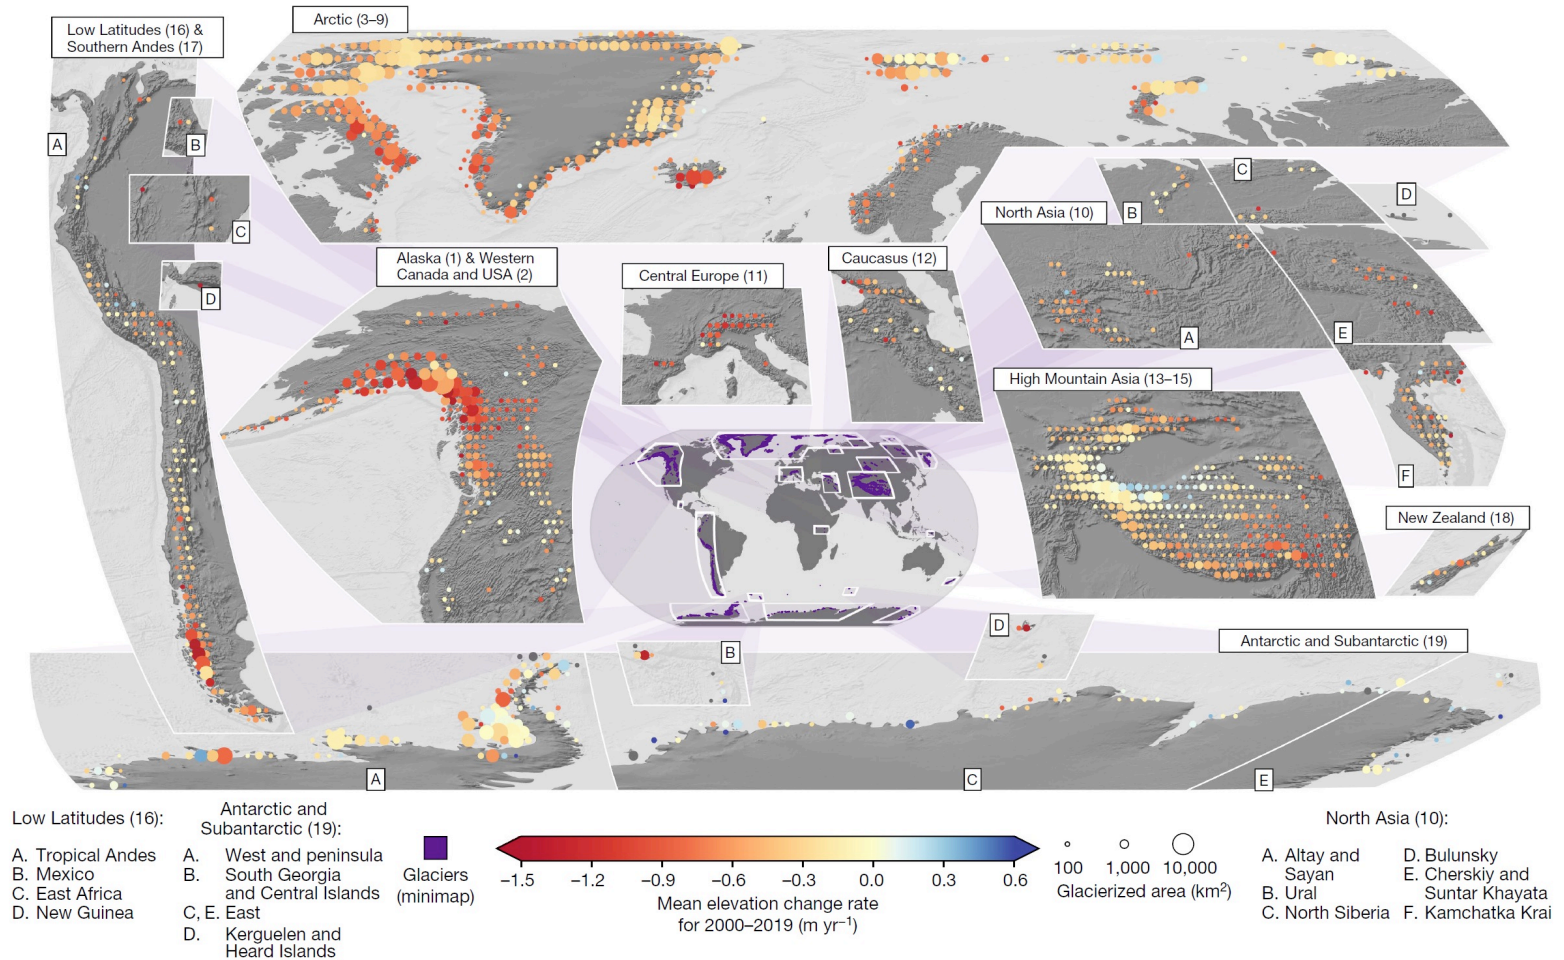 Low Latitudes (16) &
Southern Andes (17)
Arctic (3–9)
A
B
C
D
Alaska (1) & Western
Canada and USA (2)
Central Europe (11)
Caucasus (12)
North Asia (10)
B
C
D
A
E
F
High Mountain Asia (13–15)
New Zealand (18)
Antarctic and Subantarctic (19)
A
B
D
C
E
Low Latitudes (16):
A. Tropical Andes
B. Mexico
C. East Africa
D. New Guinea
Antarctic and
Subantarctic (19):
A. West and peninsula
B. South Georgia
and Central Islands
C, E. East
D. Kerguelen and
Heard Islands
Glaciers
(minimap)
−1.5 −1.2 −0.9 −0.6 −0.3 0.0 0.3 0.6
Mean elevation change rate
for 2000–2019 (m yr⁻¹)
100 1,000 10,000
Glacierized area (km²)
North Asia (10):
A. Altay and
Sayan
B. Ural
C. North Siberia
D. Bulunsky
E. Cherskiy and
Suntar Khayata
F. Kamchatka Krai